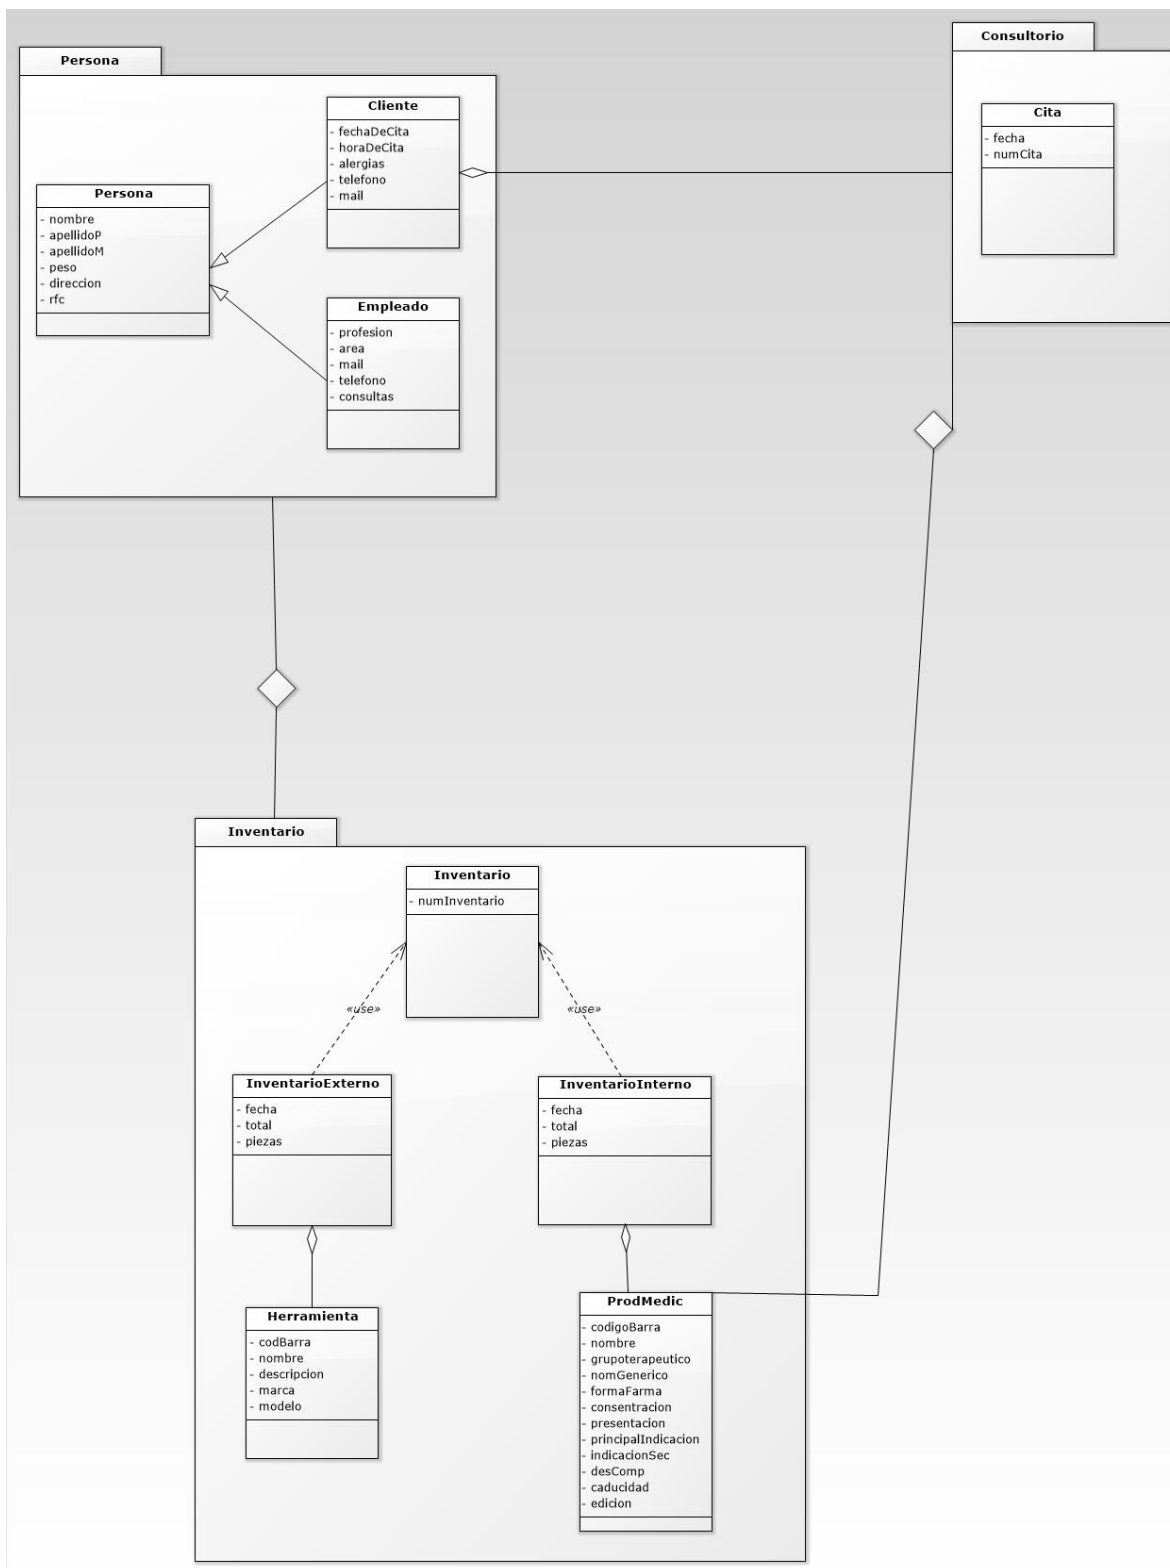 Persona
Cliente
- fechaDeCita
- horaDeCita
- alergias
- telefono
- mail
Persona
- nombre
- apellidoP
- apellidoM
- peso
- direccion
- rfc
Empleado
- profesion
- area
- mail
- telefono
- consultas
Consultorio
Cita
- fecha
- numCita
Inventario
Inventario
- numInventario
«use»
«use»
InventarioExterno
- fecha
- total
- piezas
InventarioInterno
- fecha
- total
- piezas
Herramienta
- codBarra
- nombre
- descripcion
- marca
- modelo
ProdMedic
- codigoBarra
- nombre
- grupoterapeutico
- nomGenerico
- formaFarma
- consentracion
- presentacion
- principalIndicacion
- indicacionSec
- desComp
- caducidad
- edicion